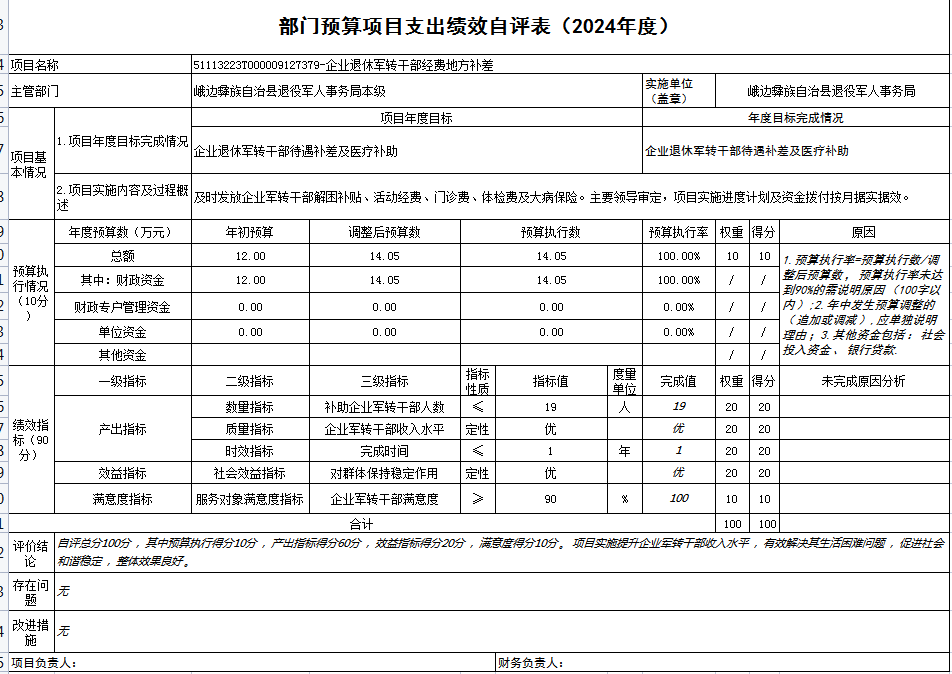 部门预算项目支出绩效自评表（2024年度）
项目名称 51113223T000009127379-企业退休军转干部经费地方补差
主管部门 峨边彝族自治县退役军人事务局本级 实施单位（盖章） 峨边彝族自治县退役军人事务局
项目基本情况 1.项目年度目标完成情况 项目年度目标 年度目标完成情况
企业退休军转干部待遇补差及医疗补助 企业退休军转干部待遇补差及医疗补助
2.项目实施内容及过程概述 及时发放企业军转干部解困补贴、活动经费、门诊费、体检费及大病保险。主要领导审定，项目实施进度计划及资金拨付按月据实据效。
预算执行情况（10分） 年度预算数（万元） 年初预算 调整后预算数 预算执行数 预算执行率 权重 得分 原因
总额 12.00 14.05 14.05 100.00% 10 10
其中：财政资金 12.00 14.05 14.05 100.00% / /
财政专户管理资金 0.00 0.00 0.00 0.00% / /
单位资金 0.00 0.00 0.00 0.00% / /
其他资金 / /
1.预算执行率=预算执行数/调
整后预算数，预算执行率未达
到90%的需说明原因（100字以
内）;2.年中发生预算调整的
（追加或调减）,应单独说明
理由；3.其他资金包括：社会
投入资金、银行贷款.
绩效指标（90分） 一级指标 二级指标 三级指标 指标性质 指标值 度量单位 完成值 权重 得分 未完成原因分析
产出指标 数量指标 补助企业军转干部人数 ≤ 19 人 19 20 20
质量指标 企业军转干部收入水平 定性 优 优 20 20
时效指标 完成时间 ≤ 1 年 1 20 20
效益指标 社会效益指标 对群体保持稳定作用 定性 优 优 20 20
满意度指标 服务对象满意度指标 企业军转干部满意度 ≥ 90 % 100 10 10
合计 100 100
评价结论 自评总分100分，其中预算执行得分10分，产出指标得分60分，效益指标得分20分，满意度得分10分。项目实施提升企业军转干部收入水平，有效解决其生活困难问题，促进社会
和谐稳定，整体效果良好。
存在问题 无
改进措施 无
项目负责人： 财务负责人：